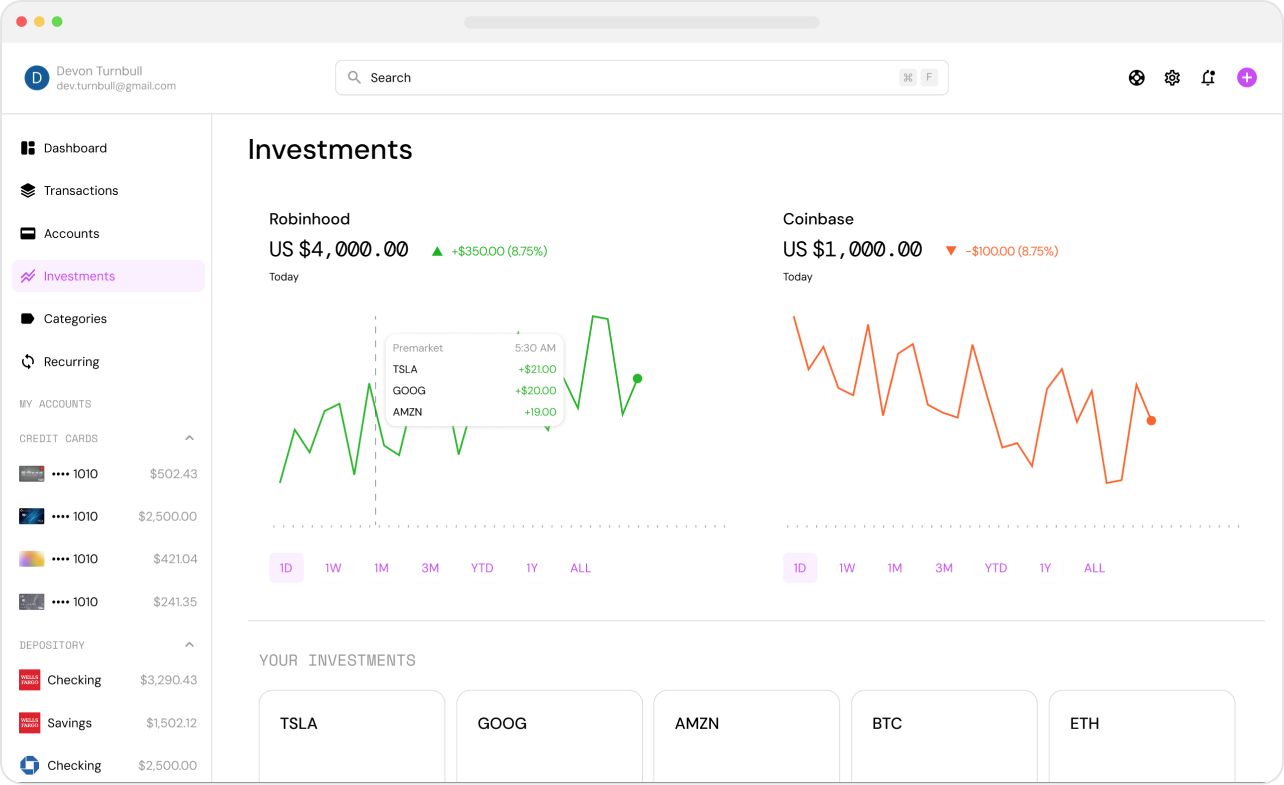 D
Devon Turnbull
dev.turnbull@gmail.com
Search
⌘ F
Dashboard
Transactions
Accounts
Investments
Categories
Recurring
MY ACCOUNTS
CREDIT CARDS
•••• 1010 $502.43
•••• 1010 $2,500.00
•••• 1010 $421.04
•••• 1010 $241.35
DEPOSITORY
WELLS
FARGO
Checking $3,290.43
WELLS
FARGO
Savings $1,502.12
Checking $2,500.00
Investments
Robinhood
US $4,000.00 +$350.00 (8.75%)
Today
Premarket 5:30 AM
TSLA +$21.00
GOOG +$20.00
AMZN +19.00
1D 1W 1M 3M YTD 1Y ALL
Coinbase
US $1,000.00 -$100.00 (8.75%)
Today
1D 1W 1M 3M YTD 1Y ALL
YOUR INVESTMENTS
TSLA GOOG AMZN BTC ETH